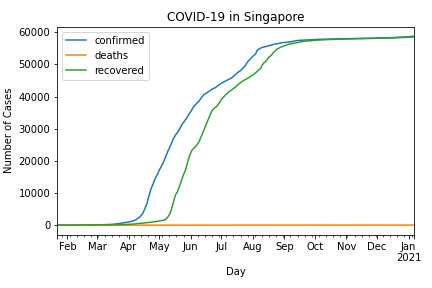 COVID-19 in Singapore
confirmed
deaths
recovered
60000
50000
40000
30000
20000
10000
0
Number of Cases
Feb Mar Apr May Jun Jul Aug Sep Oct Nov Dec Jan
2021
Day